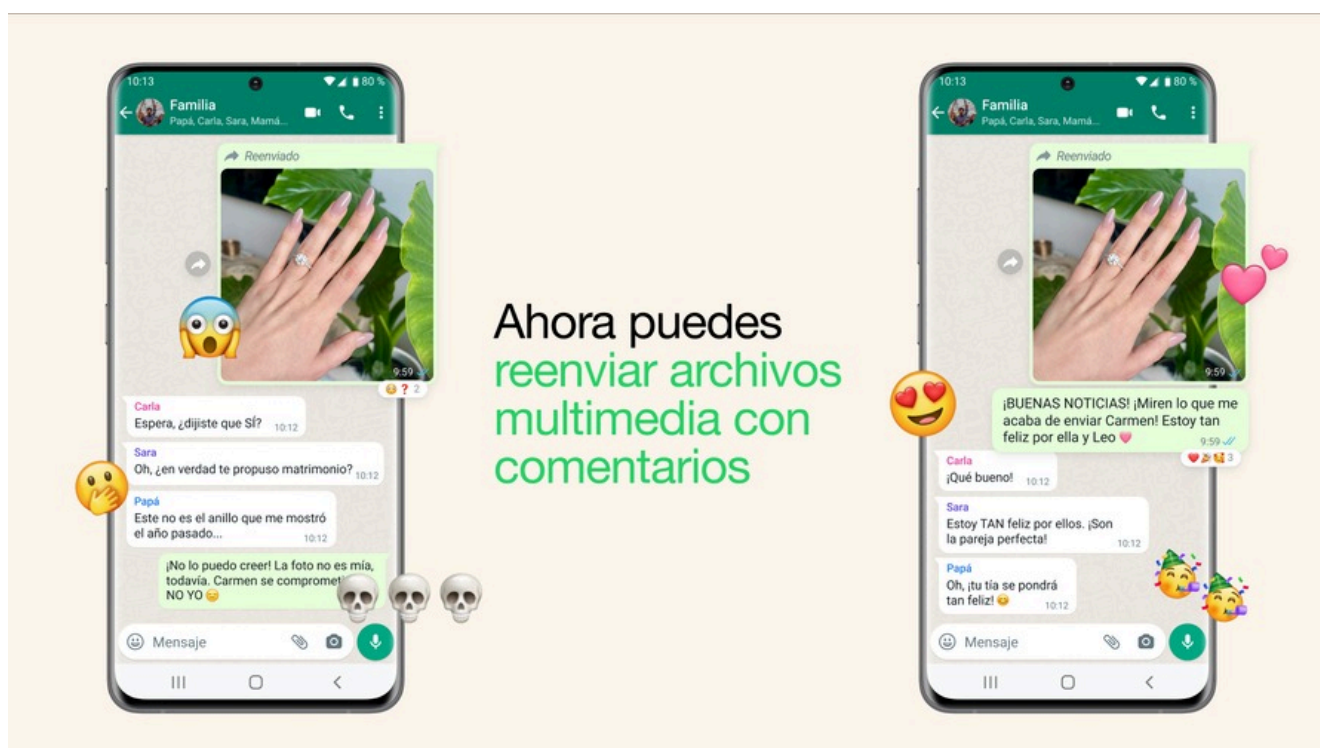 10:13
80 %
Familia
Papá, Carla, Sara, Mamá...
Reenviado
9:59
2
Carla
Espera, ¿dijiste que SÍ? 10:12
Sara
Oh, ¿en verdad te propuso matrimonio? 10:12
Papá
Este no es el anillo que me mostró
el año pasado... 10:12
¡No lo puedo creer! La foto no es mía,
todavía. Carmen se
NO YO
Mensaje
Ahora puedes
reenviar archivos
multimedia con
comentarios
10:13
80 %
Familia
Papá, Carla, Sara, Mamá...
Reenviado
9:59
¡BUENAS NOTICIAS! ¡Miren lo que me
acaba de enviar Carmen! Estoy tan
feliz por ella y Leo
9:59
3
Carla
¡Qué bueno! 10:12
Sara
Estoy TAN feliz por ellos. ¡Son
la pareja perfecta! 10:12
Papá
Oh, ¡tu tía se pondrá
tan feliz! 10:12
Mensaje